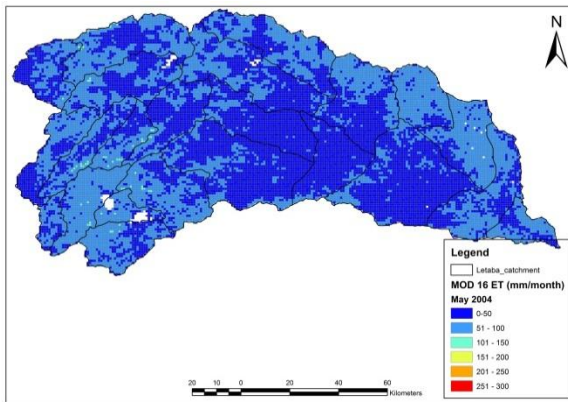 N
Legend
Letaba_catchment
MOD 16 ET (mm/month)
May 2004
0-50
51 - 100
101 - 150
151 - 200
201 - 250
251 - 300
20 10 0 20 40 60
Kilometers